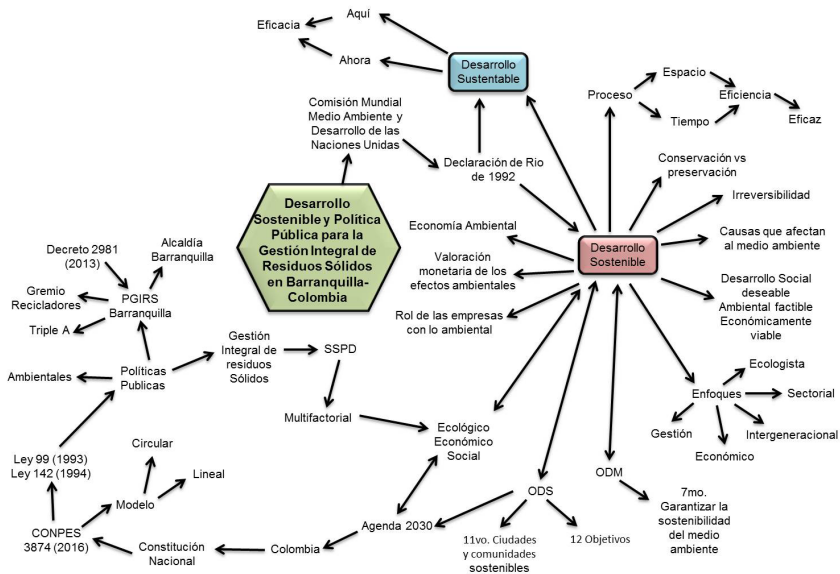 Aquí
Eficacia
Ahora
Desarrollo
Sustentable
Espacio
Proceso
Eficiencia
Tiempo
Eficaz
Comisión Mundial
Medio Ambiente y
Desarrollo de las
Naciones Unidas
Declaración de Rio
de 1992
Conservación vs
preservación
Irreversibilidad
Desarrollo
Sostenible y Política
Pública para la
Gestión Integral de
Residuos Sólidos
en Barranquilla-
Colombia
Economía Ambiental
Desarrollo
Sostenible
Causas que afectan
al medio ambiente
Valoración
monetaria de los
efectos ambientales
Desarrollo Social
deseable
Ambiental factible
Económicamente
viable
Rol de las empresas
con lo ambiental
Decreto 2981
(2013)
Alcaldía
Barranquilla
Gremio
Recicladores
PGIRS
Barranquilla
Triple A
Gestión
Integral de
residuos
Sólidos
SSPD
Políticas
Publicas
Ambientales
Multifactorial
Ecológico
Económico
Social
Ecologista
Enfoques
Sectorial
Gestión
Intergeneracional
Económico
Ley 99 (1993)
Ley 142 (1994)
Circular
Lineal
Modelo
CONPES
3874 (2016)
Constitución
Nacional
Colombia
Agenda 2030
ODS
ODM
11vo. Ciudades
y comunidades
sostenibles
12 Objetivos
7mo.
Garantizar la
sostenibilidad
del medio
ambiente